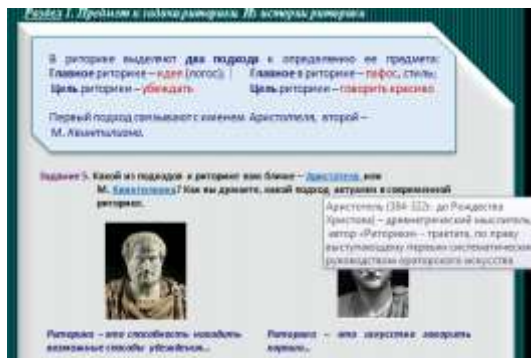 Раздел 1. Предмет и задачи риторики. Из истории риторики
В риторике выделяют два подхода к определению ее предмета:
Главное риторике – идея (логос); Главное в риторике – пафос, стиль;
Цель риторики – убеждать. Цель риторики – говорить красиво.
Первый подход связывают с именем Аристотеля, второй –
М. Квинтилиана.
Задание 5. Какой из подходов к риторике вам ближе – Аристотеля или
М. Квинтилиана? Как вы думаете, какой подход актуален в современной
риторике.
Аристотель (384-322г. до Рождества
Христова) – древнегреческий мыслитель,
автор «Риторики» - трактата, по праву
выступающему первым систематическим
руководством ораторского искусства
Риторика – это способность находить
возможные способы убеждения...
Риторика – это искусство говорить
хорошо...